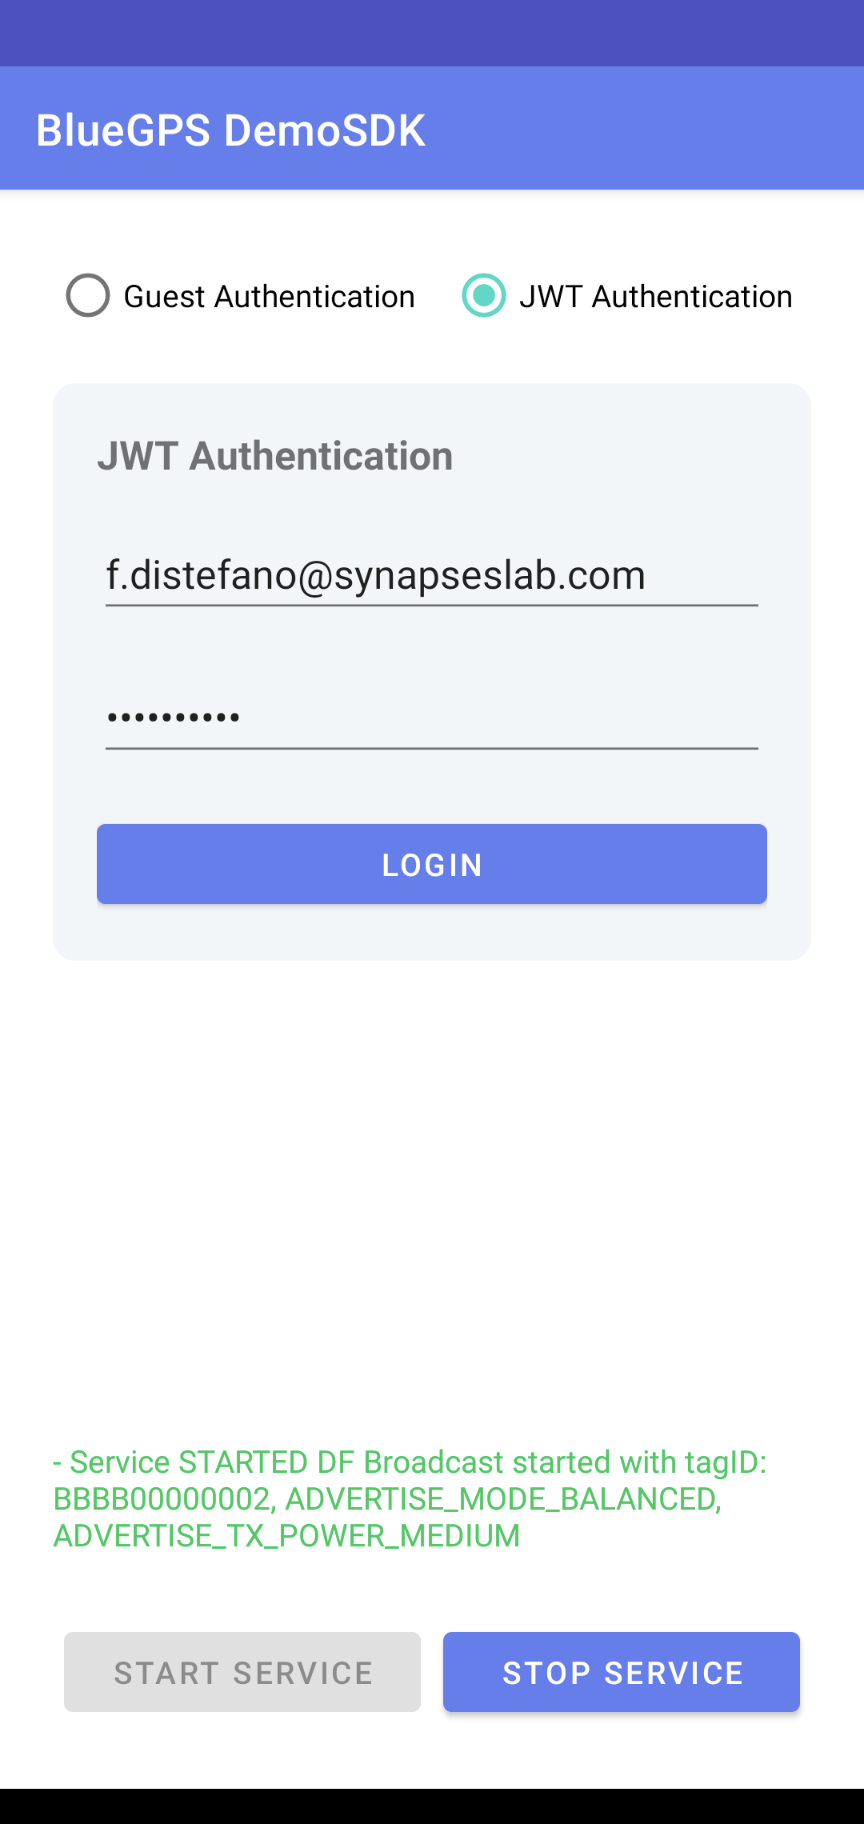 BlueGPS DemoSDK
Guest Authentication
JWT Authentication
JWT Authentication
f.distefano@synapseslab.com
••••••••••
LOGIN
- Service STARTED DF Broadcast started with tagID:
BBBB00000002, ADVERTISE_MODE_BALANCED,
ADVERTISE_TX_POWER_MEDIUM
START SERVICE
STOP SERVICE